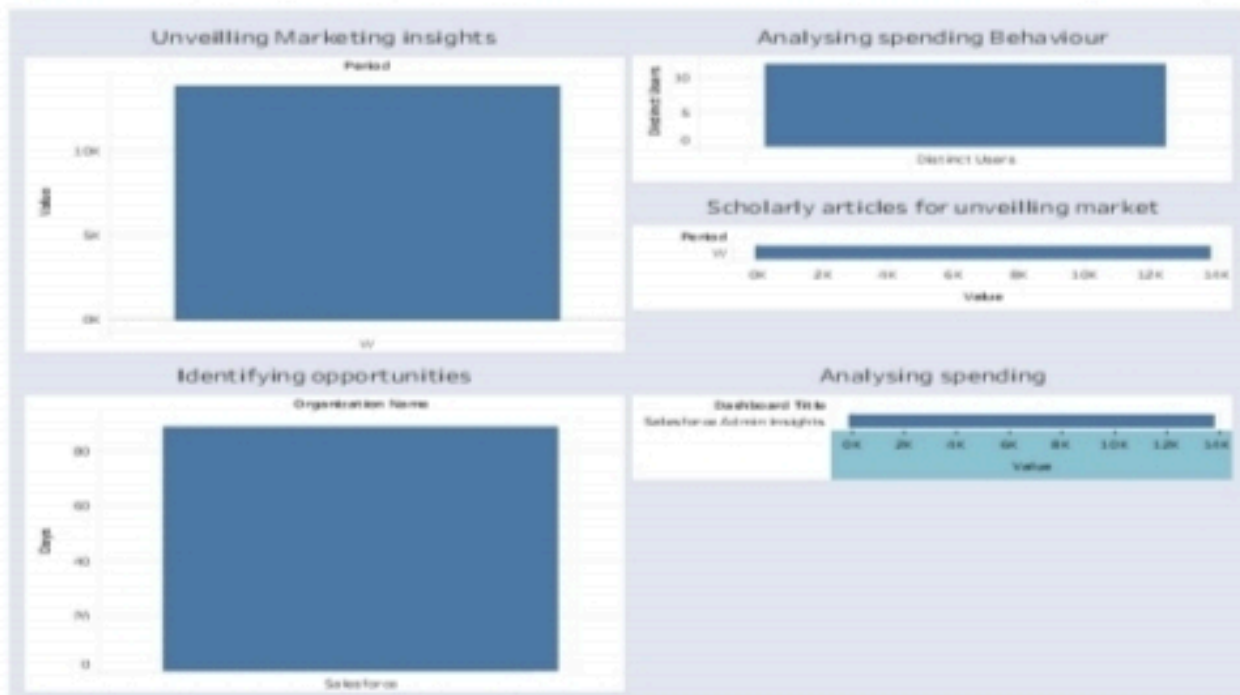 Unveilling Marketing insights
Period
Value
10K
5K
0K
W
Analysing spending Behaviour
Distinct Users
10
5
0
Distinct Users
Scholarly articles for unveilling market
Period
W
0K 2K 4K 6K 8K 10K 12K 14K
Value
Identifying opportunities
Organization Name
Days
80
60
40
20
0
Salesforce
Analysing spending
Dashboard Title
Salesforce Admin Insights
0K 2K 4K 6K 8K 10K 12K 14K
Value